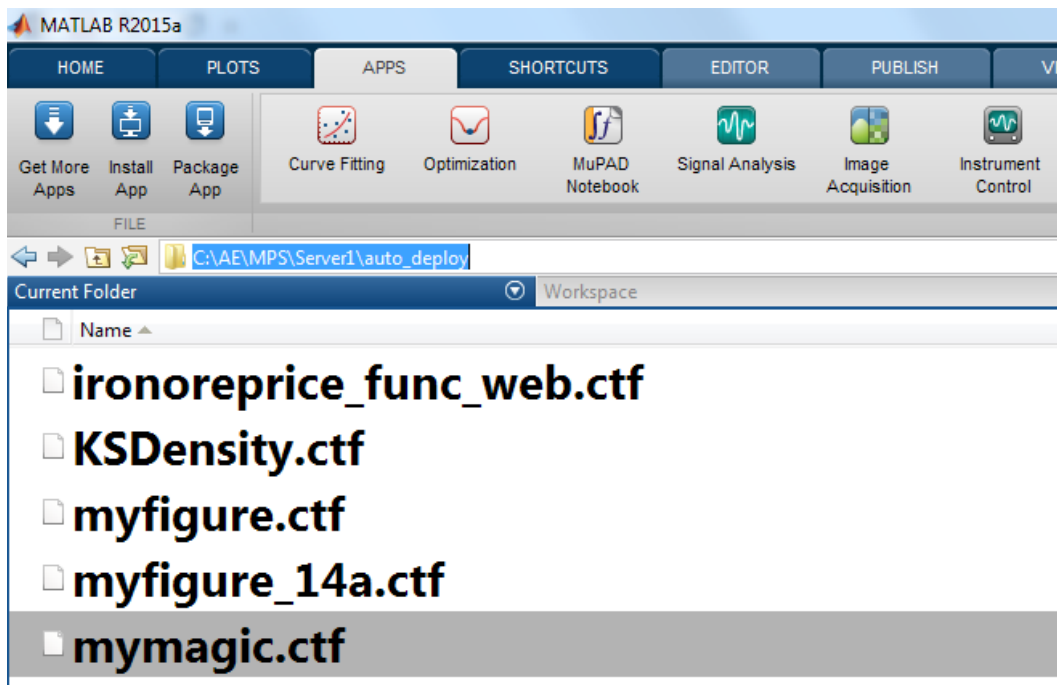 MATLAB R2015a
HOME PLOTS APPS SHORTCUTS EDITOR PUBLISH
Get More Apps Install App Package App Curve Fitting Optimization MuPAD Notebook Signal Analysis Image Acquisition Instrument Control
FILE
C:\AE\MPS\Server1\auto_deploy
Current Folder Workspace
Name
ironoreprice_func_web.ctf
KSDensity.ctf
myfigure.ctf
myfigure_14a.ctf
mymagic.ctf